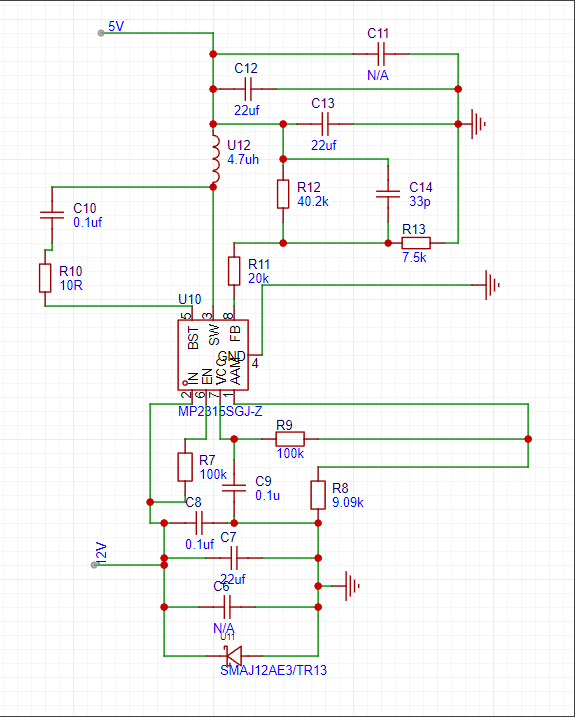 5V
C11
N/A
C12
22uf
C13
22uf
U12
4.7uh
R12
40.2k
C14
33p
C10
0.1uf
R13
7.5k
R11
20k
R10
10R
U10
5
3
8
BST
SW
FB
GND
4
IN
EN
VCC
AAM
2
6
7
1
MP2315SGJ-Z
R9
100k
R7
100k
C9
0.1u
R8
9.09k
C8
0.1uf
C7
22uf
12V
C6
N/A
U11
SMAJ12AE3/TR13